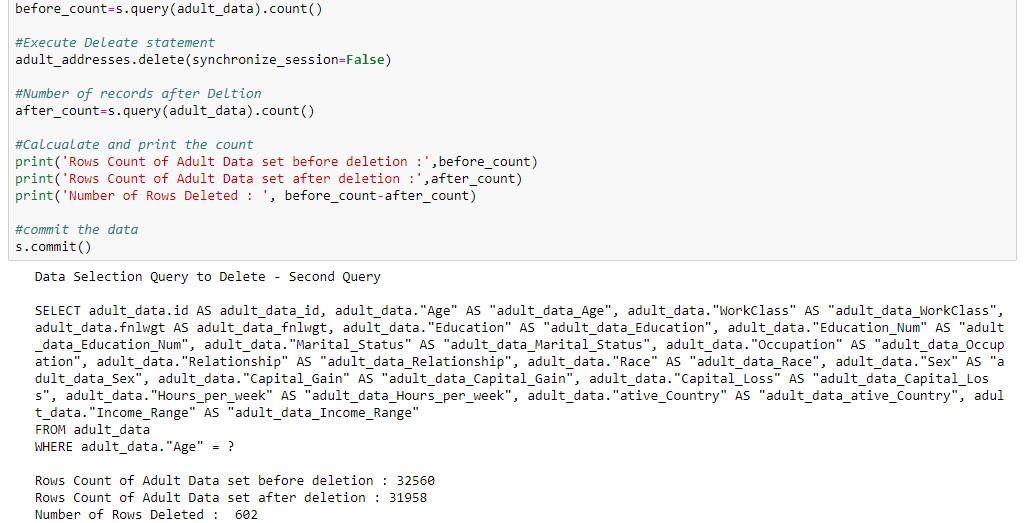 before_count=s.query(adult_data).count()
#Execute Deleate statement
adult_addresses.delete(synchronize_session=False)
#Number of records after Deltion
after_count=s.query(adult_data).count()
#Calcualate and print the count
print('Rows Count of Adult Data set before deletion :',before_count)
print('Rows Count of Adult Data set after deletion :',after_count)
print('Number of Rows Deleted : ', before_count-after_count)
#commit the data
s.commit()
Data Selection Query to Delete - Second Query
SELECT adult_data.id AS adult_data_id, adult_data."Age" AS "adult_data_Age", adult_data."WorkClass" AS "adult_data_WorkClass",
adult_data.fnlwgt AS adult_data_fnlwgt, adult_data."Education" AS "adult_data_Education", adult_data."Education_Num" AS "adult
_data_Education_Num", adult_data."Marital_Status" AS "adult_data_Marital_Status", adult_data."Occupation" AS "adult_data_Occup
ation", adult_data."Relationship" AS "adult_data_Relationship", adult_data."Race" AS "adult_data_Race", adult_data."Sex" AS "a
dult_data_Sex", adult_data."Capital_Gain" AS "adult_data_Capital_Gain", adult_data."Capital_Loss" AS "adult_data_Capital_Los
s", adult_data."Hours_per_week" AS "adult_data_Hours_per_week", adult_data."ative_Country" AS "adult_data_ative_Country", adul
t_data."Income_Range" AS "adult_data_Income_Range"
FROM adult_data
WHERE adult_data."Age" = ?
Rows Count of Adult Data set before deletion : 32560
Rows Count of Adult Data set after deletion : 31958
Number of Rows Deleted :  602